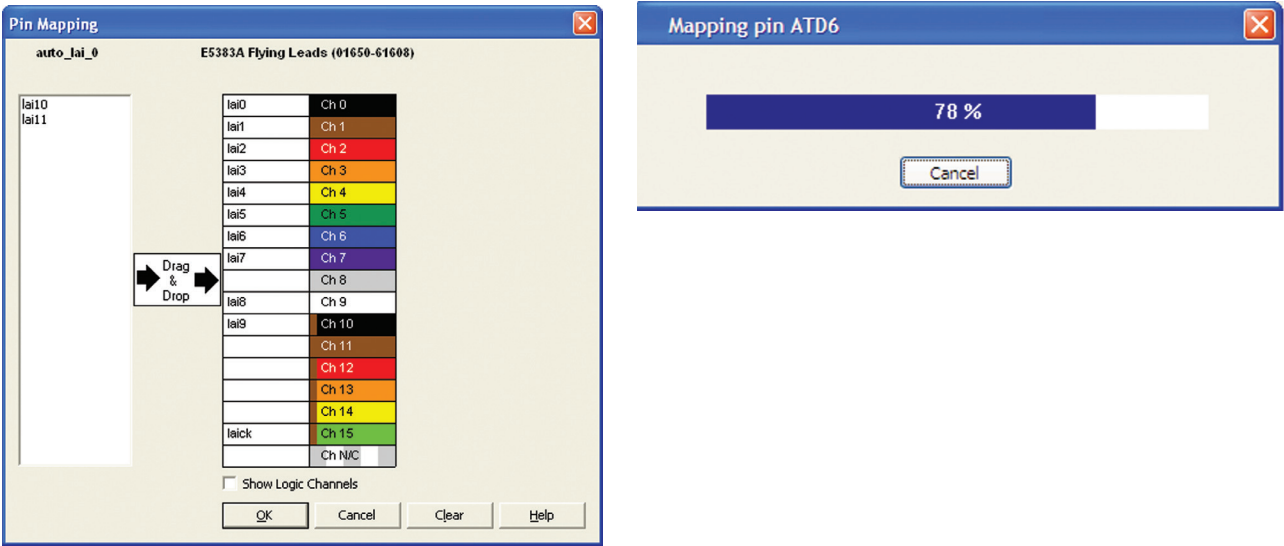 Pin Mapping
auto_lai_0 E5383A Flying Leads (01650-61608)
lai10
lai11
lai0 Ch 0
lai1 Ch 1
lai2 Ch 2
lai3 Ch 3
lai4 Ch 4
lai5 Ch 5
lai6 Ch 6
lai7 Ch 7
Ch 8
lai8 Ch 9
lai9 Ch 10
Ch 11
Ch 12
Ch 13
Ch 14
laick Ch 15
Ch N/C
Drag
&
Drop
Show Logic Channels
OK Cancel Clear Help
Mapping pin ATD6
78 %
Cancel